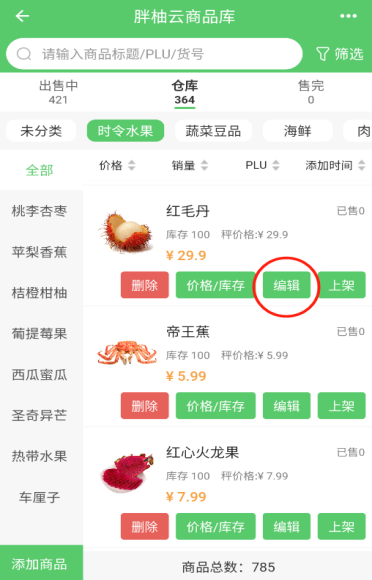 胖柚云商品库
请输入商品标题/PLU/货号
筛选
出售中 仓库 售完
421 364 0
未分类 时令水果 蔬菜豆品 海鲜 肉
全部
价格 销量 PLU 添加时间
桃李杏枣
苹梨香蕉
桔橙柑柚
葡提莓果
西瓜蜜瓜
圣奇异芒
热带水果
车厘子
添加商品
红毛丹 已售0
库存 100 秤价格:¥ 29.9
¥ 29.9
删除 价格/库存 编辑 上架
帝王蕉 已售0
库存 100 秤价格:¥ 5.99
¥ 5.99
删除 价格/库存 编辑 上架
红心火龙果 已售0
库存 100 秤价格:¥ 7.99
¥ 7.99
删除 价格/库存 编辑 上架
商品总数：785